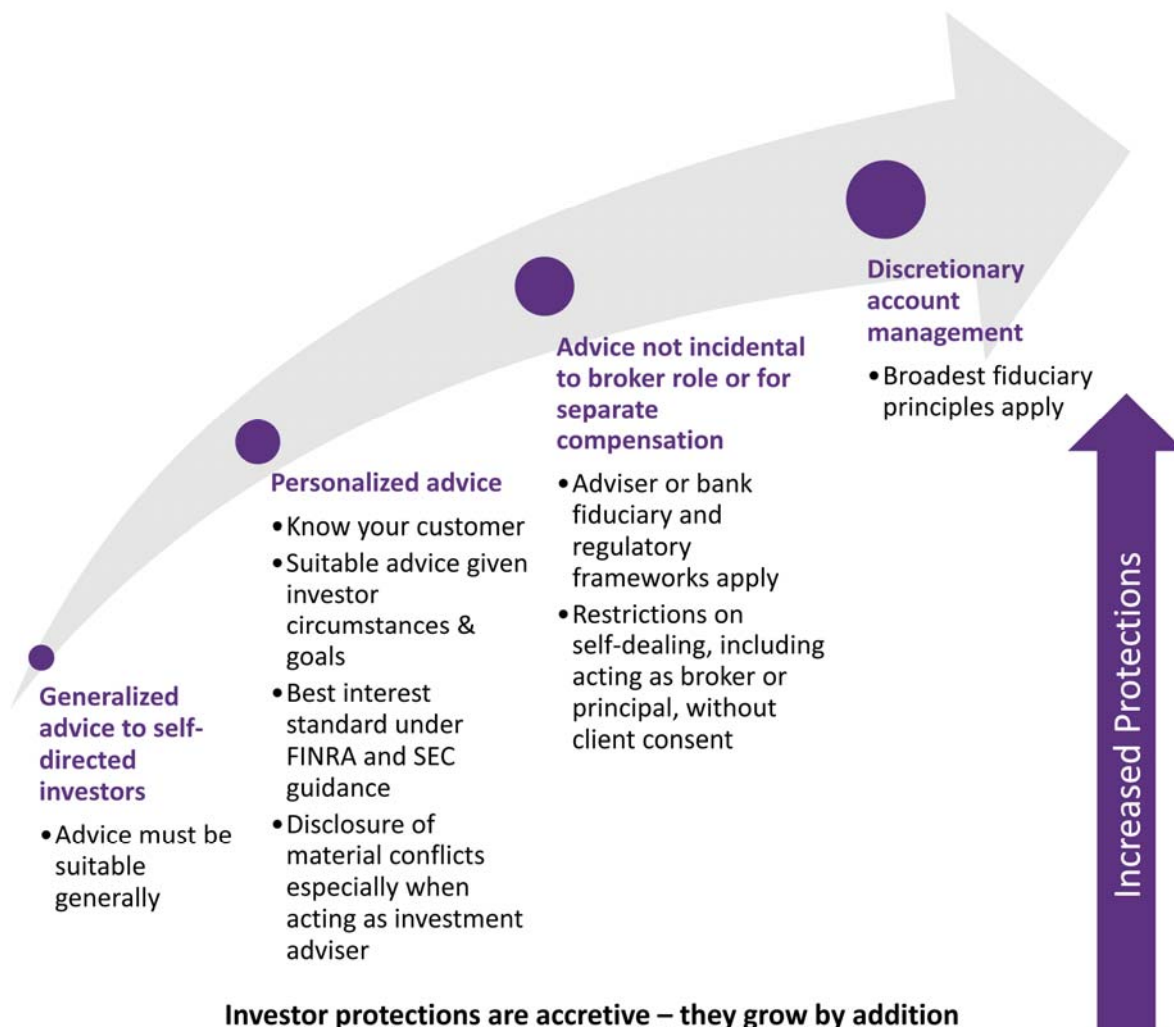 Generalized
advice to self-
directed
investors
•Advice must be
suitable
generally
Personalized advice
•Know your customer
•Suitable advice given
investor
circumstances &
goals
•Best interest
standard under
FINRA and SEC
guidance
•Disclosure of
material conflicts
especially when
acting as investment
adviser
Advice not incidental
to broker role or for
separate
compensation
•Adviser or bank
fiduciary and
regulatory
frameworks apply
•Restrictions on
self-dealing, including
acting as broker or
principal, without
client consent
Discretionary
account
management
•Broadest fiduciary
principles apply
Increased Protections
Investor protections are accretive – they grow by addition